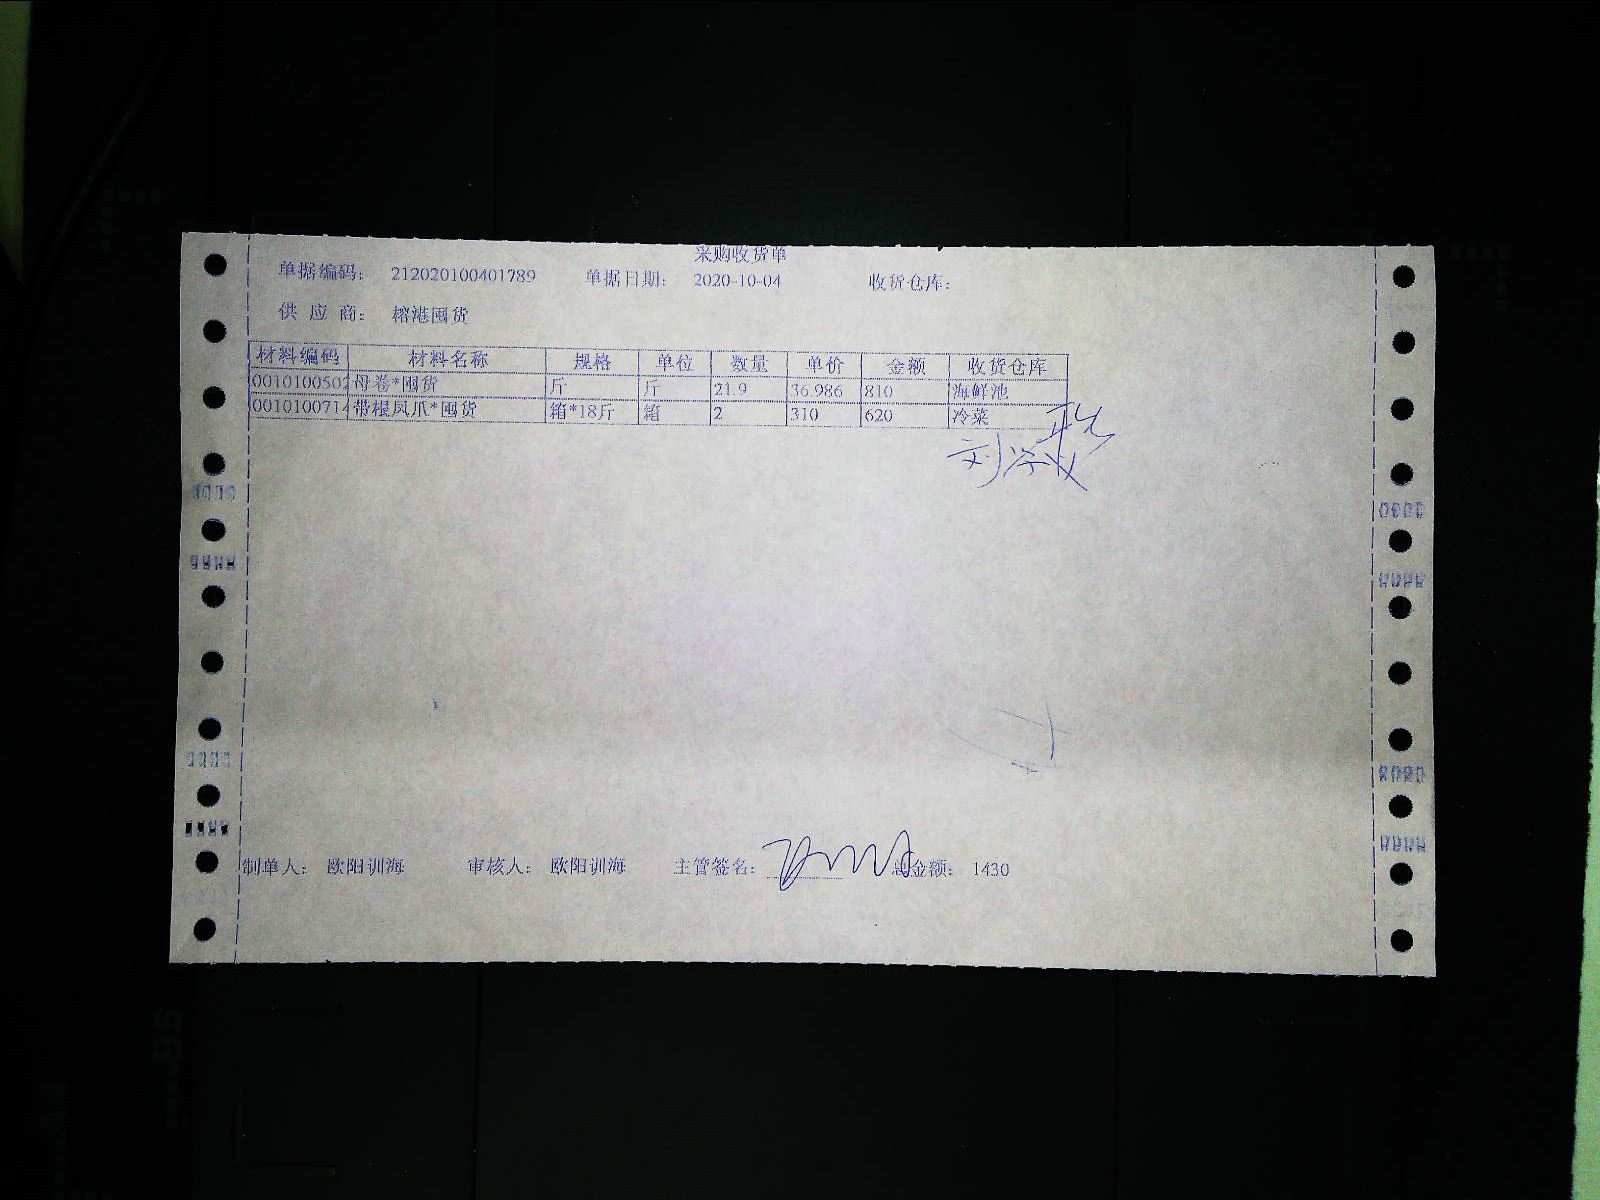 采购收货单
单据编码： 212020100401789 单据日期： 2020-10-04 收货仓库：
供 应 商： 榕港囤货
材料编码 材料名称 规格 单位 数量 单价 金额 收货仓库
0010100502 母卷*囤货 斤 斤 21.9 36.986 810 海鲜池
0010100714 带根凤爪*囤货 箱*18斤 箱 2 310 620 冷菜
制单人： 欧阳训海 审核人： 欧阳训海 主管签名： 总金额： 1430